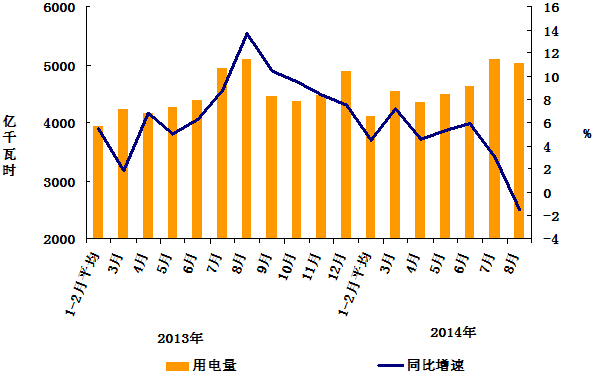 6000
5000
4000
3000
2000
亿千瓦时
16
14
12
10
8
6
4
2
0
-2
-4
%
1-2月平均
3月
4月
5月
6月
7月
8月
9月
10月
11月
12月
1-2月平均
3月
4月
5月
6月
7月
8月
2013年
2014年
用电量
同比增速